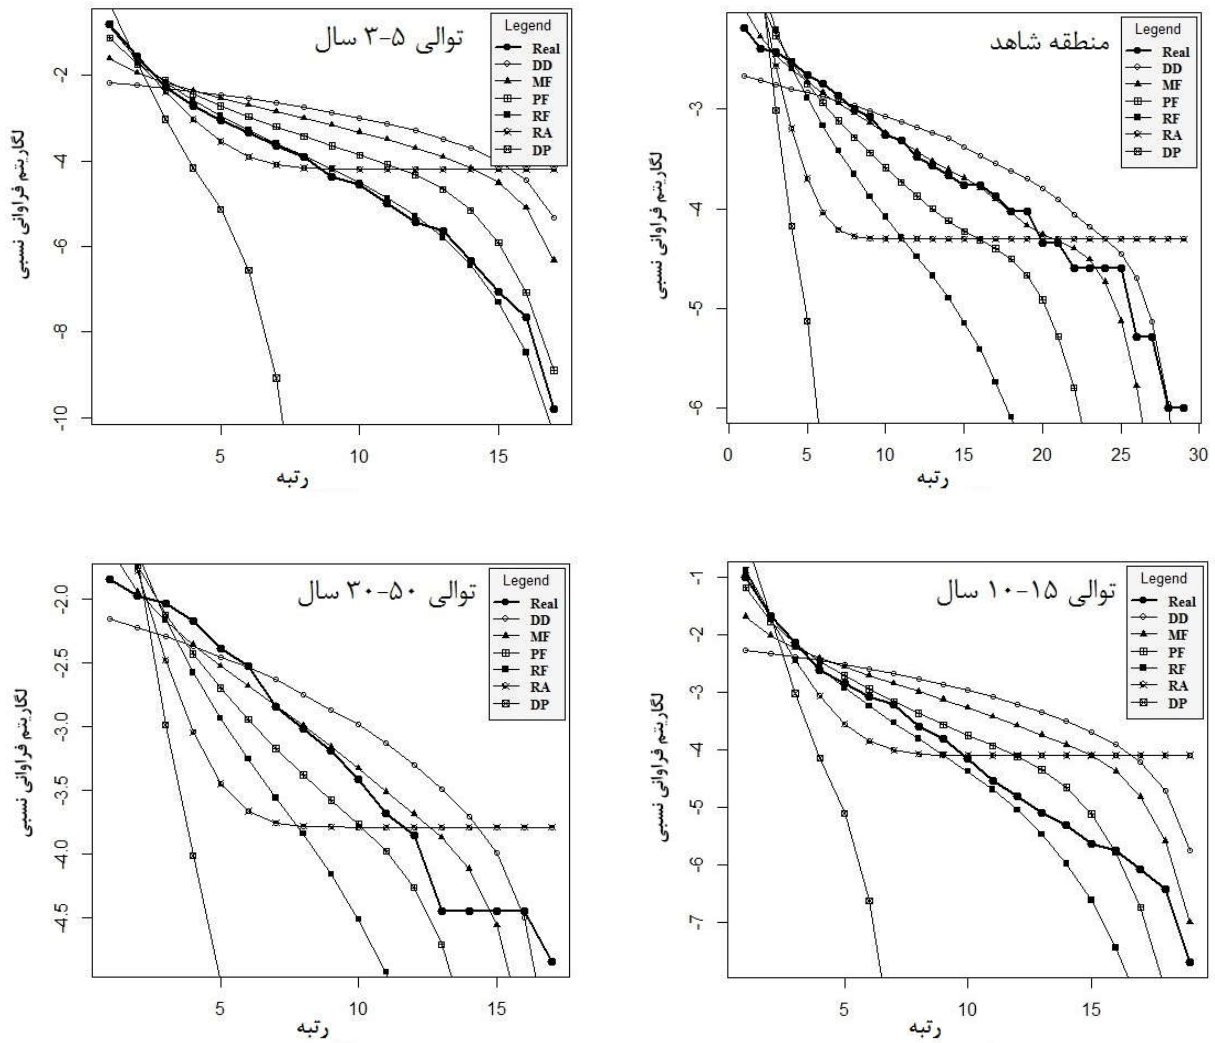 توالی ۵-۳ سال
Legend
Real
DD
MF
PF
RF
RA
DP
-2
-4
-6
-8
-10
لگاریتم فراوانی نسبی
5
10
15
رتبه
منطقه شاهد
Legend
Real
DD
MF
PF
RF
RA
DP
-3
-4
-5
-6
لگاریتم فراوانی نسبی
0
5
10
15
20
25
30
رتبه
توالی ۵۰-۳۰ سال
Legend
Real
DD
MF
PF
RF
RA
DP
-2.0
-2.5
-3.0
-3.5
-4.0
-4.5
لگاریتم فراوانی نسبی
5
10
15
رتبه
توالی ۱۵-۱۰ سال
Legend
Real
DD
MF
PF
RF
RA
DP
-1
-2
-3
-4
-5
-6
-7
لگاریتم فراوانی نسبی
5
10
15
رتبه